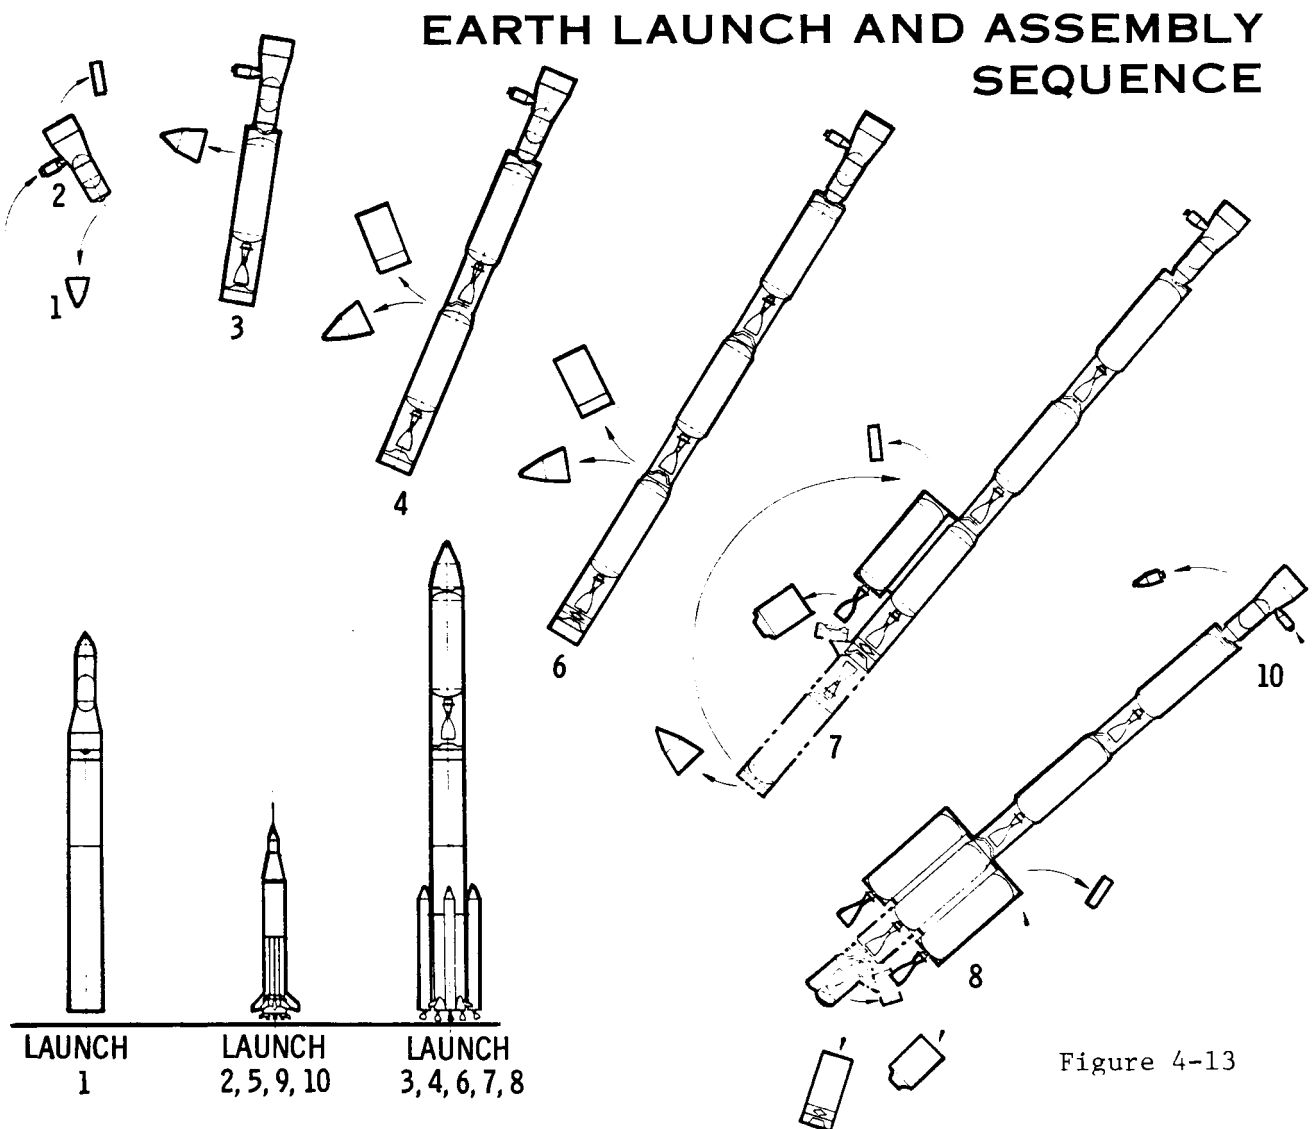 EARTH LAUNCH AND ASSEMBLY
SEQUENCE
2
1
3
4
6
7
10
8
LAUNCH
1
LAUNCH
2, 5, 9, 10
LAUNCH
3, 4, 6, 7, 8
Figure 4-13